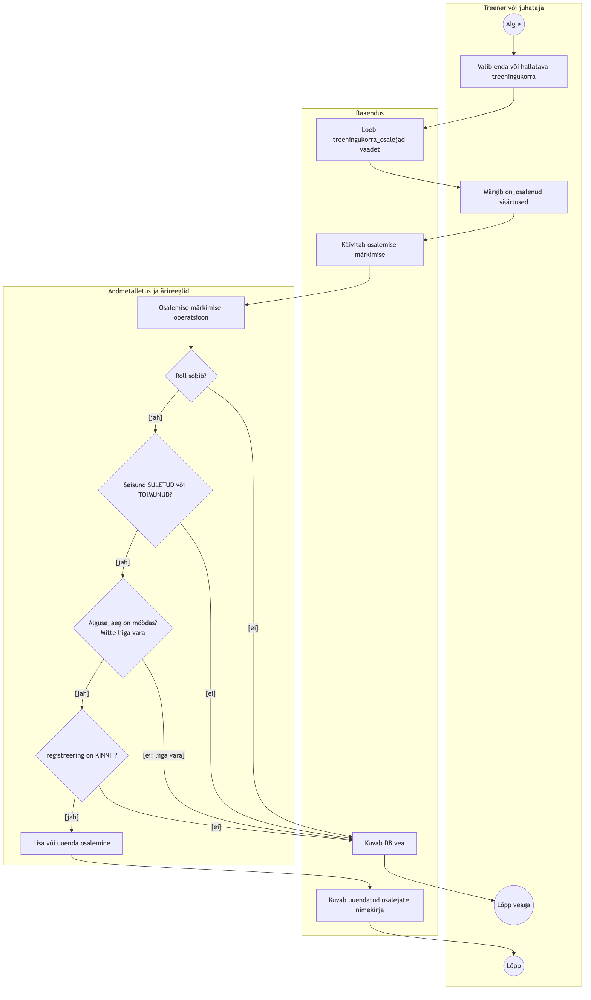 Treener või juhataja
Algus
Valib enda või hallatava
treeningukorra
Rakendus
Loeb
treeningukorra_osalejad
vaadet
Märgib on_osalenud
väärtused
Käivitab osalemise
märkimise
Andmetalletus ja ärireeglid
Osalemise märkimise
operatsioon
Roll sobib?
[jah]
Seisund SULETUD või
TOIMUNUD?
[jah]
Alguse_aeg on möödas?
Mitte liiga vara
[ei]
[jah]
[ei]
registreering on KINNIT?
[ei: liiga vara]
[jah]
[ei]
Lisa või uuenda osalemine
Kuvab DB vea
Kuvab uuendatud osalejate
nimekirja
Lõpp veaga
Lõpp